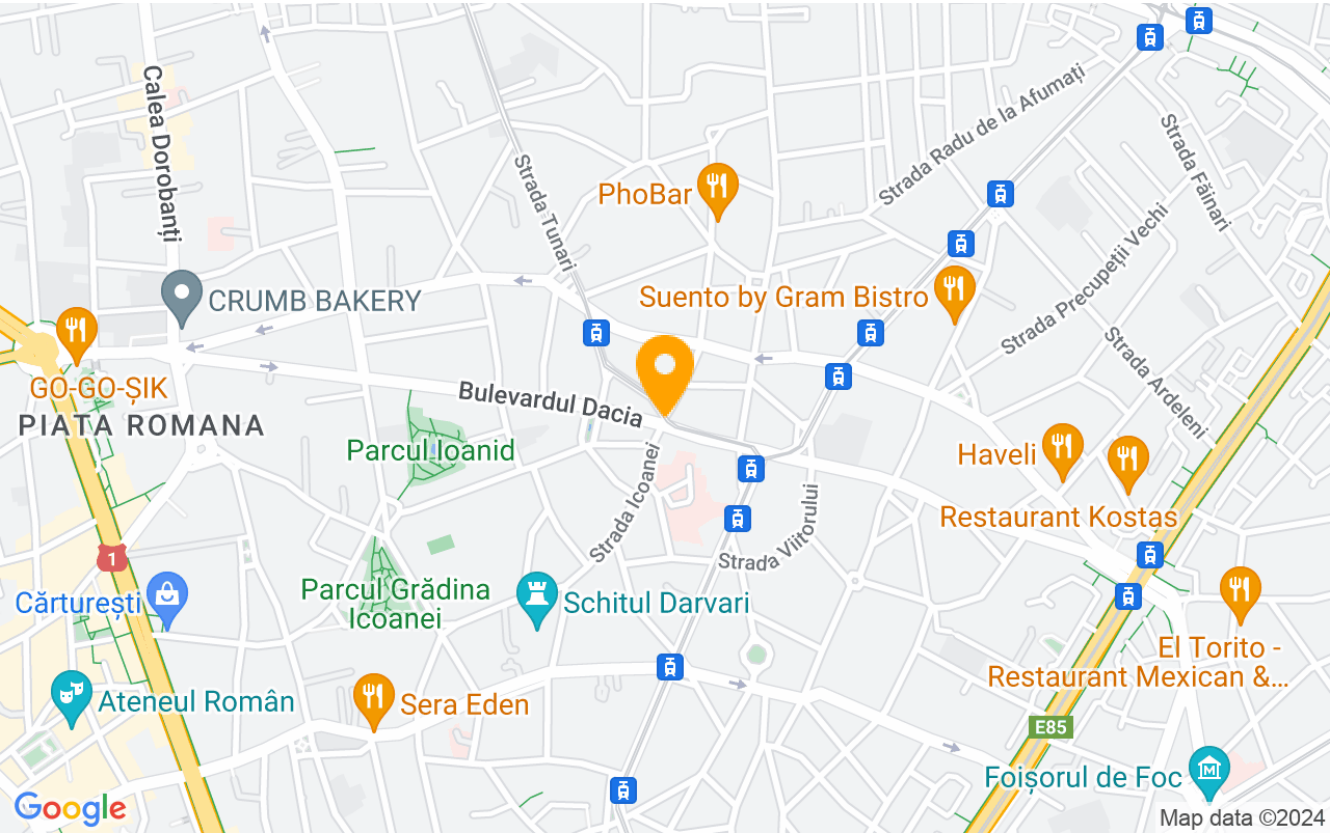 Calea Dorobanți
Strada Tunari
PhoBar
Strada Radu de la Afumați
Strada Făinari
Strada Precupeții Vechi
Suento by Gram Bistro
CRUMB BAKERY
Strada Ardeleni
GO-GO-ȘIK
PIATA ROMANA
Bulevardul Dacia
Parcul Ioanid
Haveli
Restaurant Kostas
Strada Icoanei
Strada Viitorului
1
Cărturești
Parcul Grădina
Icoanei
Schitul Darvari
El Torito -
Restaurant Mexican &...
Ateneul Român
Sera Eden
E85
Foișorul de Foc
Google
Map data ©2024